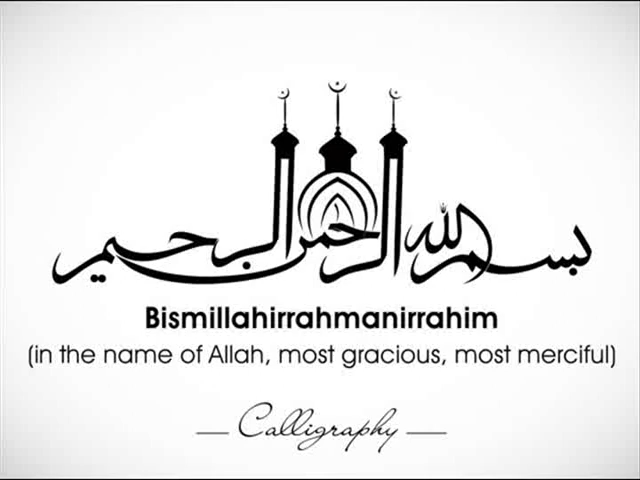 بسم الله الرحمن الرحيم
Bismillahirrahmanirrahim
(in the name of Allah, most gracious, most merciful)
Calligraphy